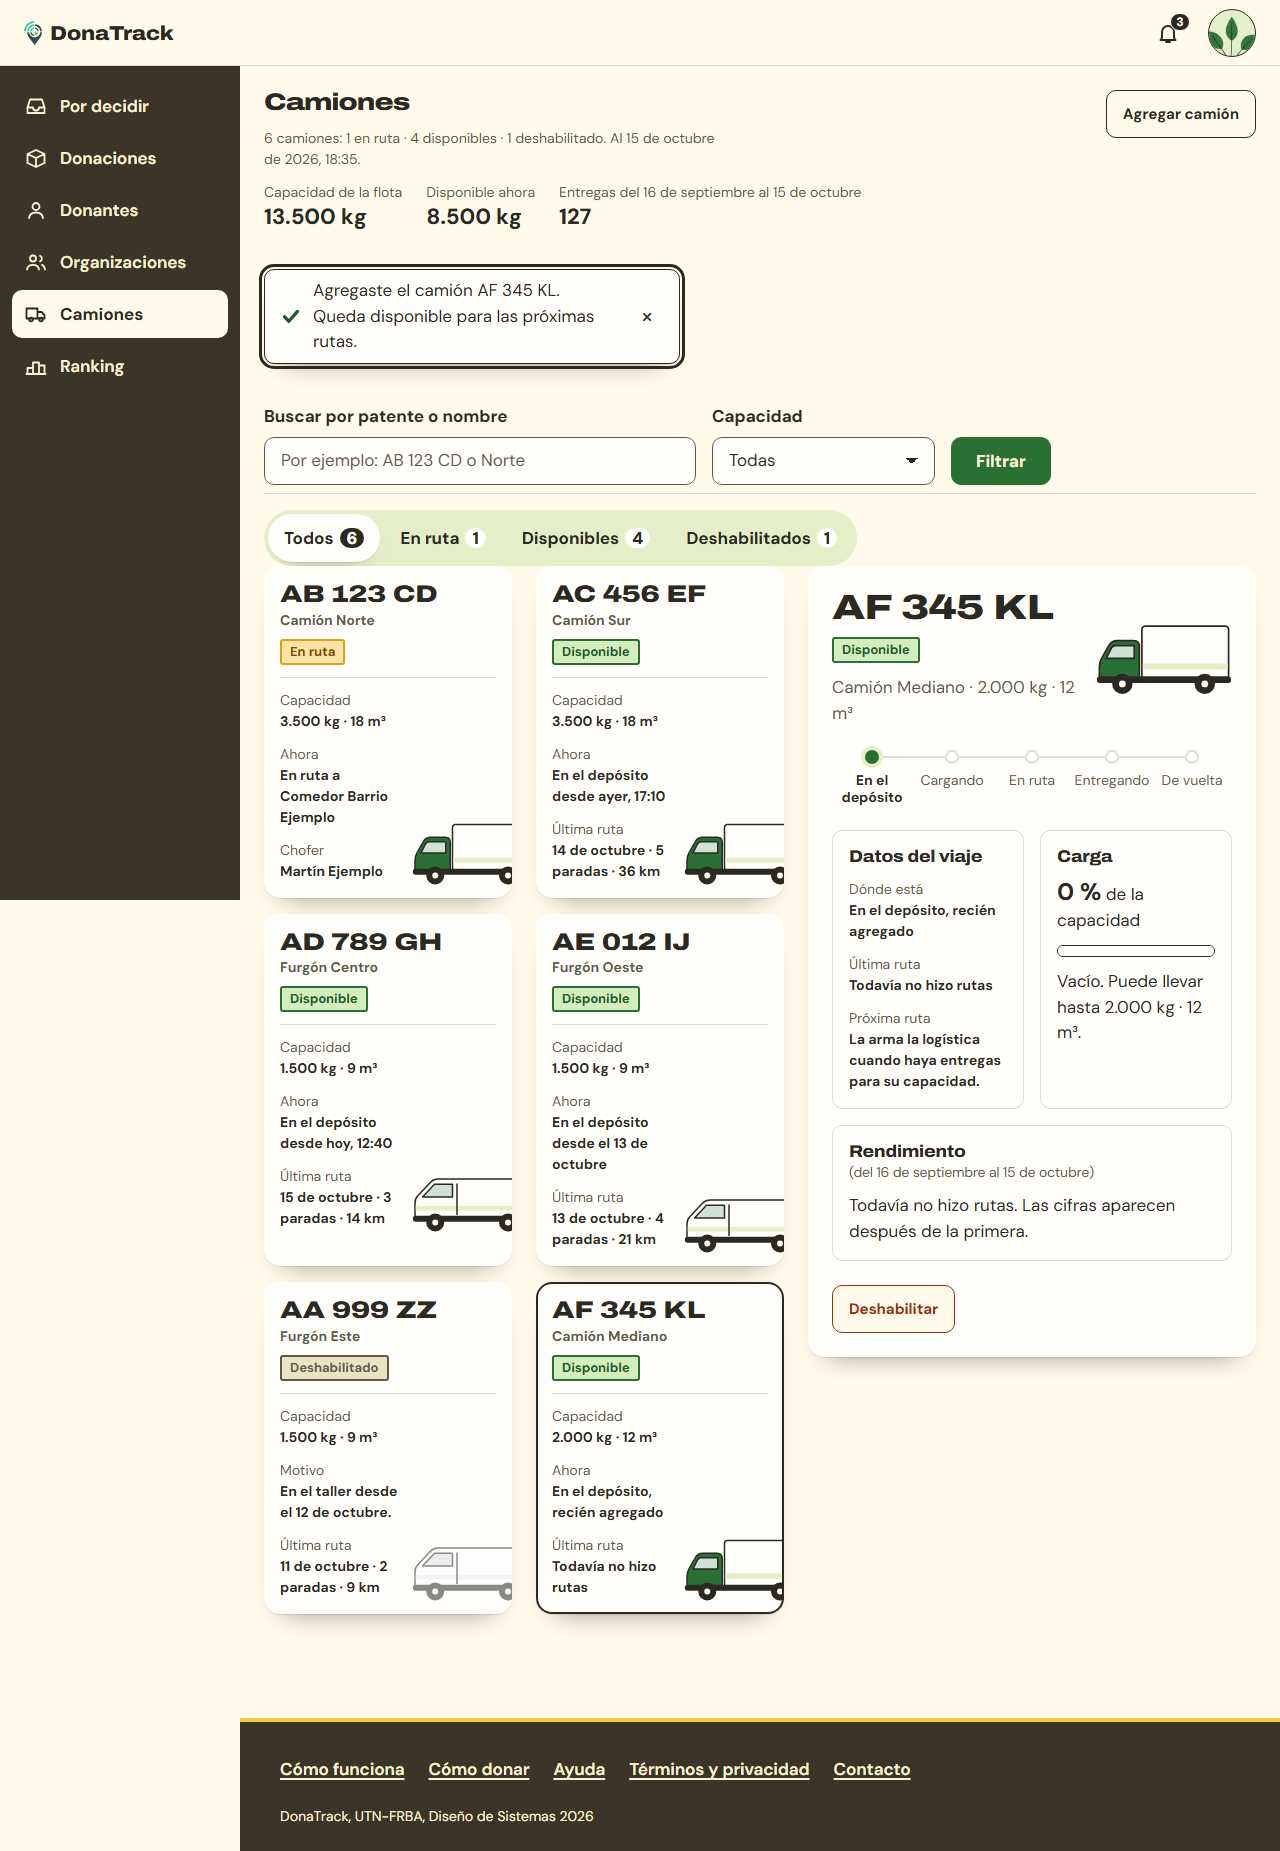 DonaTrack
3
Por decidir
Donaciones
Donantes
Organizaciones
Camiones
Ranking
Camiones
Agregar camión
6 camiones: 1 en ruta · 4 disponibles · 1 deshabilitado. Al 15 de octubre
de 2026, 18:35.
Capacidad de la flota
13.500 kg
Disponible ahora
8.500 kg
Entregas del 16 de septiembre al 15 de octubre
127
Agregaste el camión AF 345 KL.
Queda disponible para las próximas
rutas.
Buscar por patente o nombre
Por ejemplo: AB 123 CD o Norte
Capacidad
Todas
Filtrar
Todos 6
En ruta 1
Disponibles 4
Deshabilitados 1
AB 123 CD
Camión Norte
En ruta
Capacidad
3.500 kg · 18 m³
Ahora
En ruta a
Comedor Barrio
Ejemplo
Chofer
Martín Ejemplo
AC 456 EF
Camión Sur
Disponible
Capacidad
3.500 kg · 18 m³
Ahora
En el depósito
desde ayer, 17:10
Última ruta
14 de octubre · 5
paradas · 36 km
AD 789 GH
Furgón Centro
Disponible
Capacidad
1.500 kg · 9 m³
Ahora
En el depósito
desde hoy, 12:40
Última ruta
15 de octubre · 3
paradas · 14 km
AE 012 IJ
Furgón Oeste
Disponible
Capacidad
1.500 kg · 9 m³
Ahora
En el depósito
desde el 13 de
octubre
Última ruta
13 de octubre · 4
paradas · 21 km
AA 999 ZZ
Furgón Este
Deshabilitado
Capacidad
1.500 kg · 9 m³
Motivo
En el taller desde
el 12 de octubre.
Última ruta
11 de octubre · 2
paradas · 9 km
AF 345 KL
Camión Mediano
Disponible
Capacidad
2.000 kg · 12 m³
Ahora
En el depósito,
recién agregado
Última ruta
Todavía no hizo
rutas
AF 345 KL
Disponible
Camión Mediano · 2.000 kg · 12
m³
En el
depósito
Cargando
En ruta
Entregando
De vuelta
Datos del viaje
Dónde está
En el depósito, recién
agregado
Última ruta
Todavía no hizo rutas
Próxima ruta
La arma la logística
cuando haya entregas
para su capacidad.
Carga
0 % de la
capacidad
Vacío. Puede llevar
hasta 2.000 kg · 12
m³.
Rendimiento
(del 16 de septiembre al 15 de octubre)
Todavía no hizo rutas. Las cifras aparecen
después de la primera.
Deshabilitar
Cómo funciona
Cómo donar
Ayuda
Términos y privacidad
Contacto
DonaTrack, UTN-FRBA, Diseño de Sistemas 2026